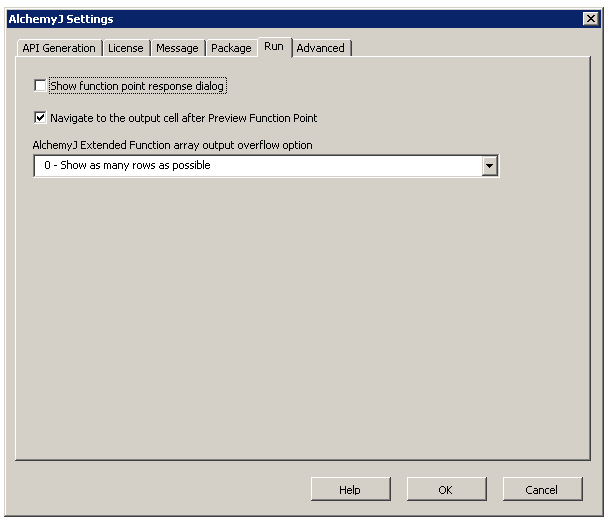 AlchemyJ Settings
API Generation License Message Package Run Advanced
Show function point response dialog
Navigate to the output cell after Preview Function Point
AlchemyJ Extended Function array output overflow option
0 - Show as many rows as possible
Help OK Cancel